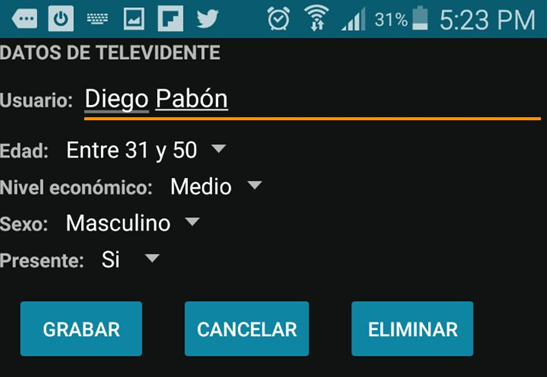 31% 5:23 PM
DATOS DE TELEVIDENTE
Usuario: Diego Pabón
Edad: Entre 31 y 50
Nivel económico: Medio
Sexo: Masculino
Presente: Si
GRABAR CANCELAR ELIMINAR